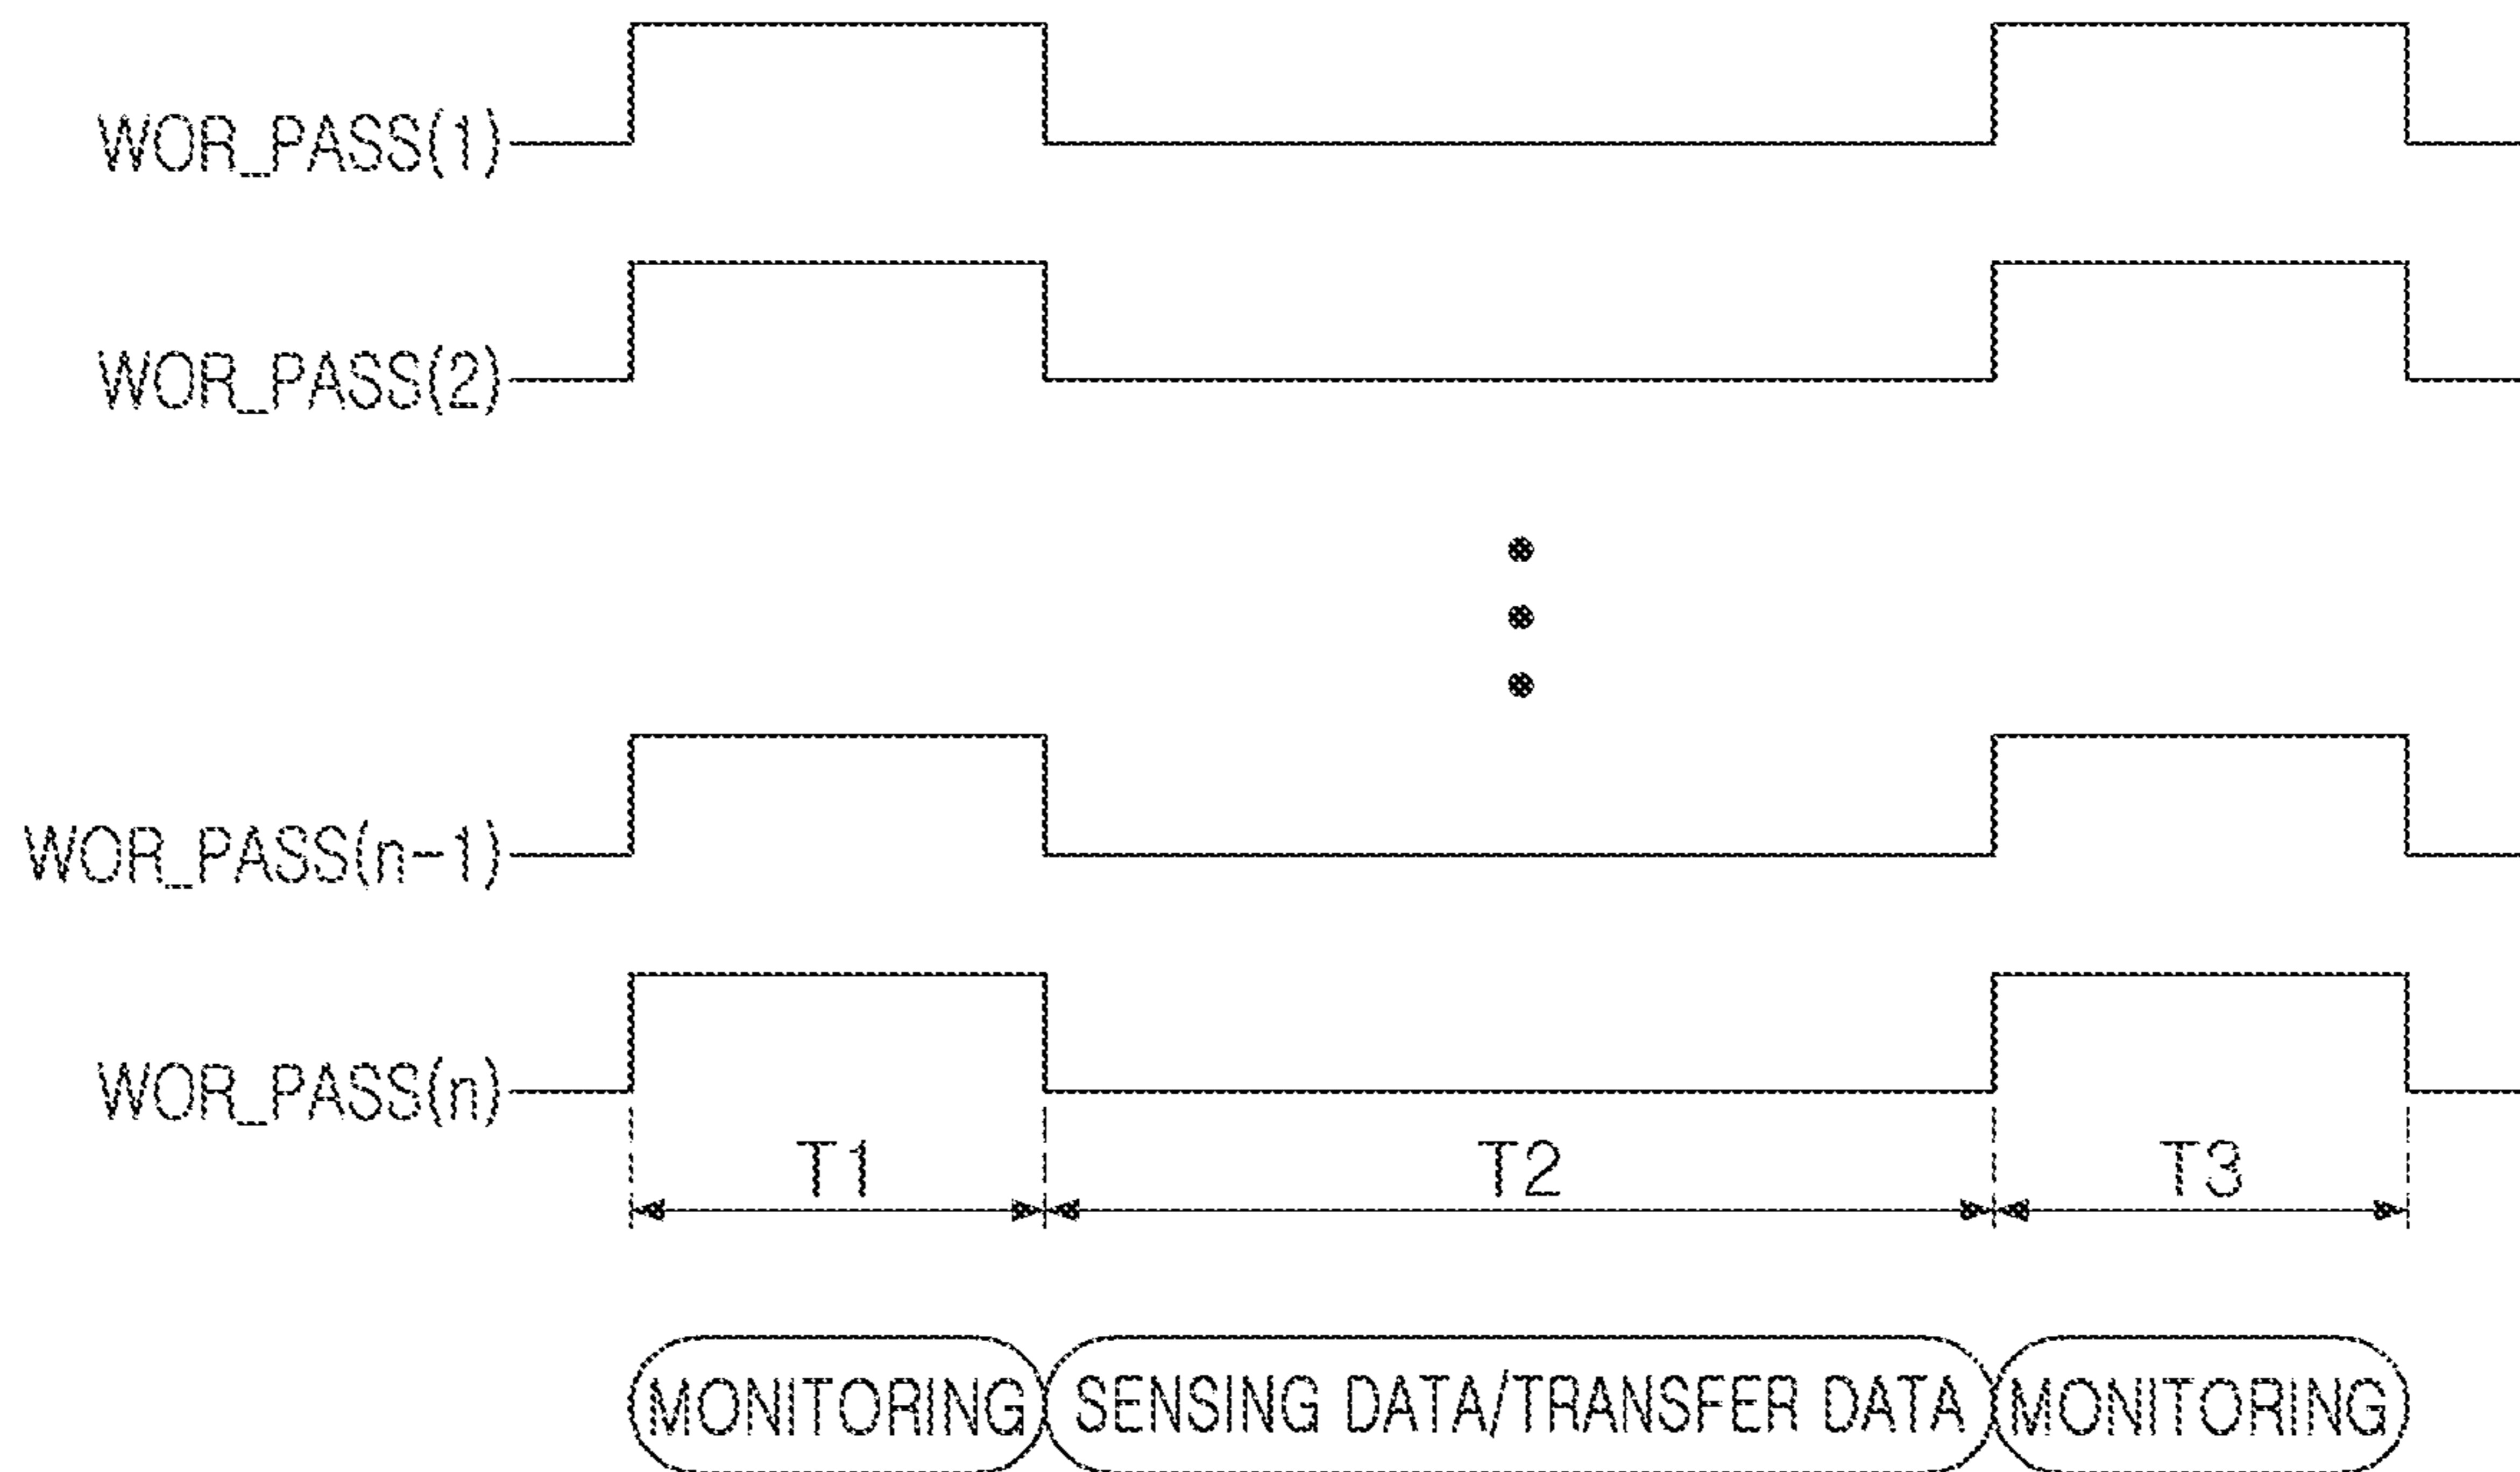 WOR_PASS(1)
WOR_PASS(2)
WOR_PASS(n-1)
WOR_PASS(n)
T1 T2 T3
MONITORING SENSING DATA/TRANSFER DATA MONITORING